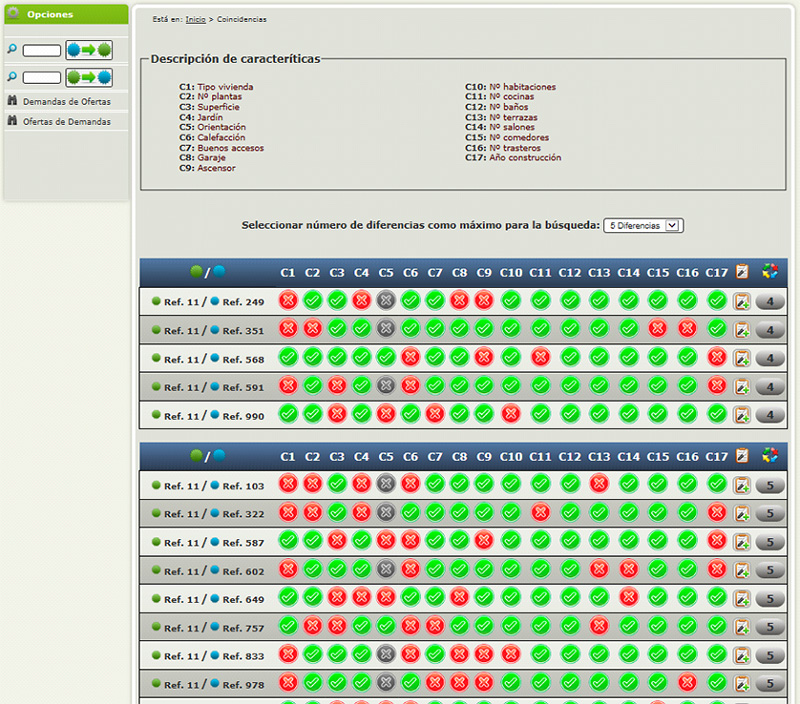 Opciones
Demandas de Ofertas
Ofertas de Demandas
Está en: Inicio > Coincidencias
Descripción de caracteríticas
C1: Tipo vivienda
C2: Nº plantas
C3: Superficie
C4: Jardín
C5: Orientación
C6: Calefacción
C7: Buenos accesos
C8: Garaje
C9: Ascensor
C10: Nº habitaciones
C11: Nº cocinas
C12: Nº baños
C13: Nº terrazas
C14: Nº salones
C15: Nº comedores
C16: Nº trasteros
C17: Año construcción
Seleccionar número de diferencias como máximo para la búsqueda: 5 Diferencias
/ C1 C2 C3 C4 C5 C6 C7 C8 C9 C10 C11 C12 C13 C14 C15 C16 C17
Ref. 11 / Ref. 249 4
Ref. 11 / Ref. 351 4
Ref. 11 / Ref. 568 4
Ref. 11 / Ref. 591 4
Ref. 11 / Ref. 990 4
/ C1 C2 C3 C4 C5 C6 C7 C8 C9 C10 C11 C12 C13 C14 C15 C16 C17
Ref. 11 / Ref. 103 5
Ref. 11 / Ref. 322 5
Ref. 11 / Ref. 587 5
Ref. 11 / Ref. 602 5
Ref. 11 / Ref. 649 5
Ref. 11 / Ref. 757 5
Ref. 11 / Ref. 833 5
Ref. 11 / Ref. 978 5